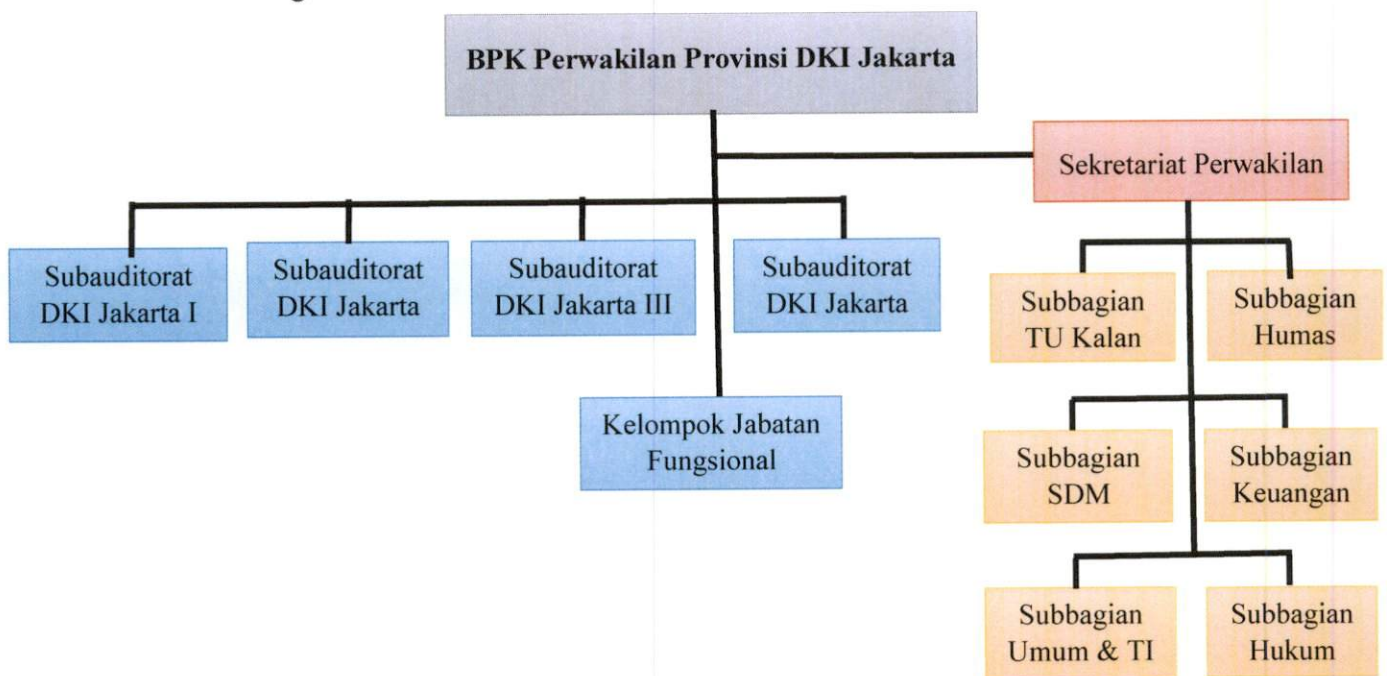 BPK Perwakilan Provinsi DKI Jakarta
Sekretariat Perwakilan
Subauditorat
DKI Jakarta I
Subauditorat
DKI Jakarta
Subauditorat
DKI Jakarta III
Subauditorat
DKI Jakarta
Kelompok Jabatan
Fungsional
Subbagian
TU Kalan
Subbagian
Humas
Subbagian
SDM
Subbagian
Keuangan
Subbagian
Umum & TI
Subbagian
Hukum